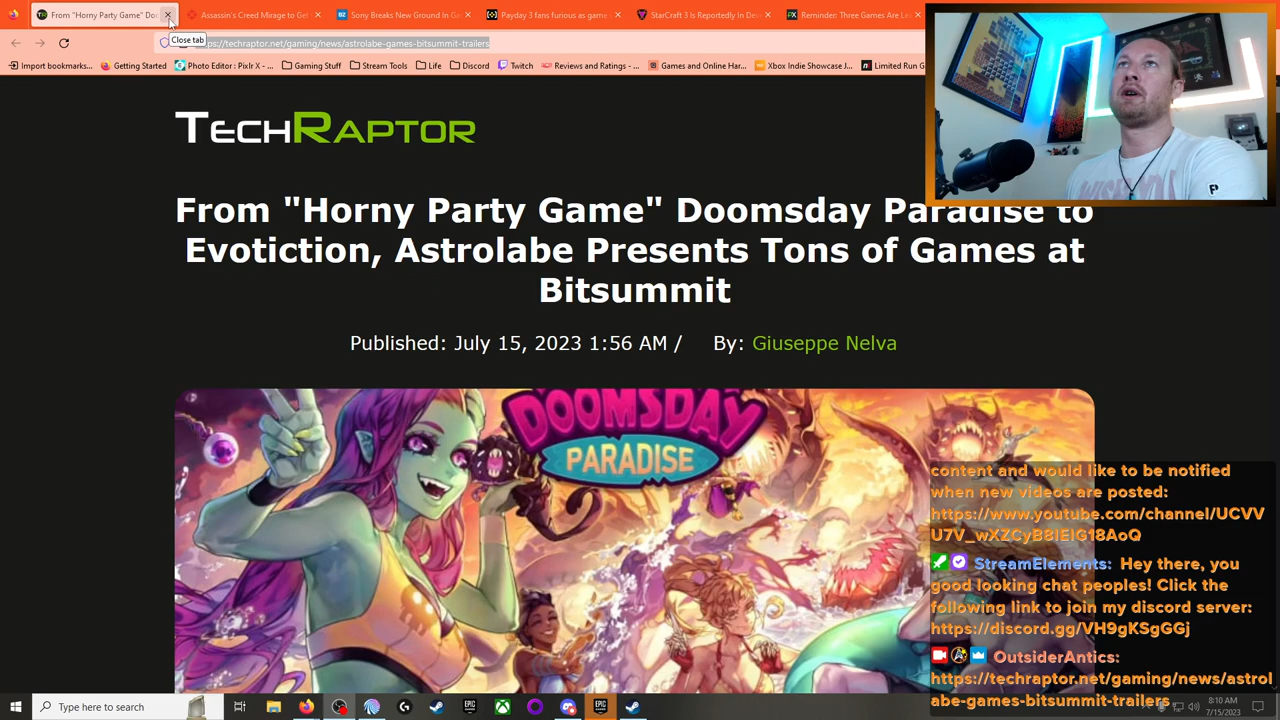 From "Horny Party Game" Doo
Assassin's Creed Mirage to Get
Sony Breaks New Ground In Ga
Payday 3 fans furious as game
StarCraft 3 Is Reportedly In De
Reminder: Three Games Are Lea
Close tab
ps://techraptor.net/gaming/news/astrolabe-games-bitsummit-trailers
Import bookmarks...
Getting Started
Photo Editor : Pixlr X - ...
Gaming Stuff
Stream Tools
Life
Discord
Twitch
Reviews and Ratings - ...
Games and Online Har...
Xbox Indie Showcase J...
Limited Run G
TECHRAPTOR
From "Horny Party Game" Doomsday Paradise to
Evotiction, Astrolabe Presents Tons of Games at
Bitsummit
Published: July 15, 2023 1:56 AM / By: Giuseppe Nelva
DOOMSDAY
PARADISE
content and would like to be notified
when new videos are posted:
https://www.youtube.com/channel/UCVV
StreamElements: Hey there, you
good looking chat peoples! Click the
following link to join my discord server:
https://discord.gg/VH9gKSgGGj
OutsiderAntics:
https://techraptor.net/gaming/news/astrol
abe-games-bitsummit-trailers
Type here to search
EPIC
GAMES
8:10 AM
7/15/2023